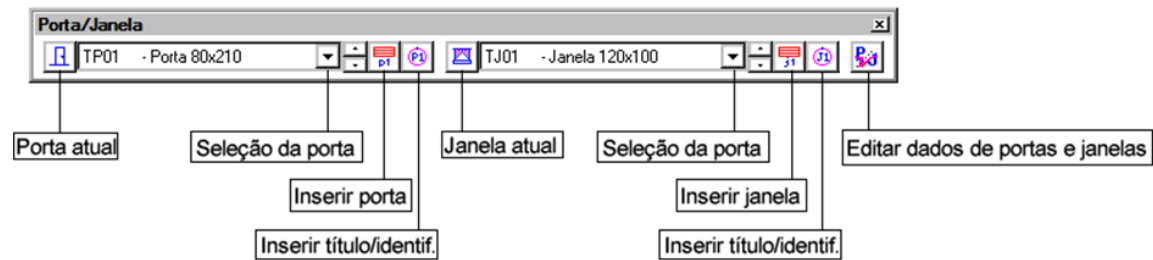 Porta/Janela
TP01 - Porta 80x210
p1
P1
TJ01 - Janela 120x100
j1
J1
Porta atual
Seleção da porta
Janela atual
Seleção da porta
Editar dados de portas e janelas
Inserir porta
Inserir janela
Inserir título/identif.
Inserir título/identif.